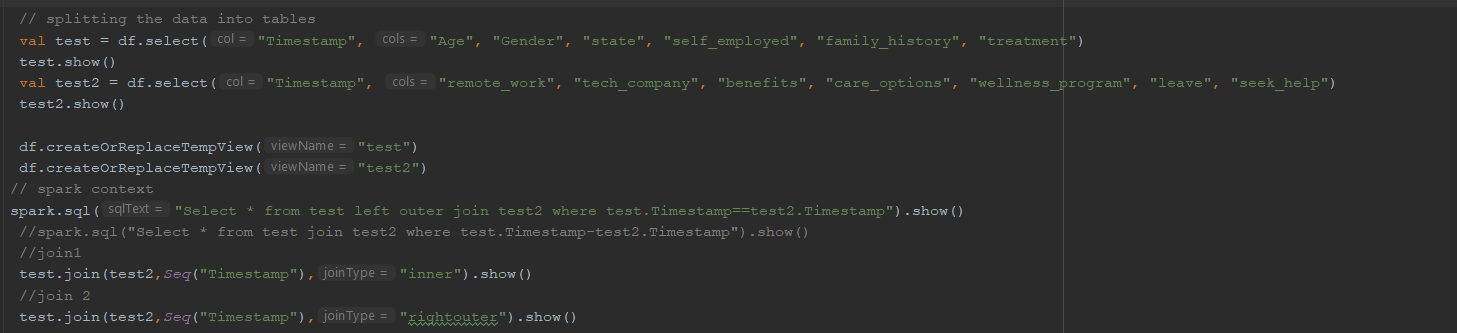 // splitting the data into tables
val test = df.select( col = "Timestamp", cols = "Age", "Gender", "state", "self_employed", "family_history", "treatment")
test.show()
val test2 = df.select( col = "Timestamp", cols = "remote_work", "tech_company", "benefits", "care_options", "wellness_program", "leave", "seek_help")
test2.show()
df.createOrReplaceTempView( viewName = "test")
df.createOrReplaceTempView( viewName = "test2")
// spark context
spark.sql( sqlText = "Select * from test left outer join test2 where test.Timestamp==test2.Timestamp").show()
//spark.sql("Select * from test join test2 where test.Timestamp-test2.Timestamp").show()
//join1
test.join(test2,Seq("Timestamp"), joinType = "inner").show()
//join 2
test.join(test2,Seq("Timestamp"), joinType = "rightouter").show()